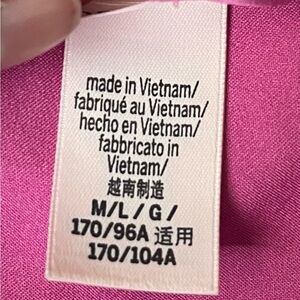 made in Vietnam/
fabriqué au Vietnam/
hecho en Vietnam/
fabbricato in
Vietnam/
越南制造
M/L/G/
170/96A 适用
170/104A